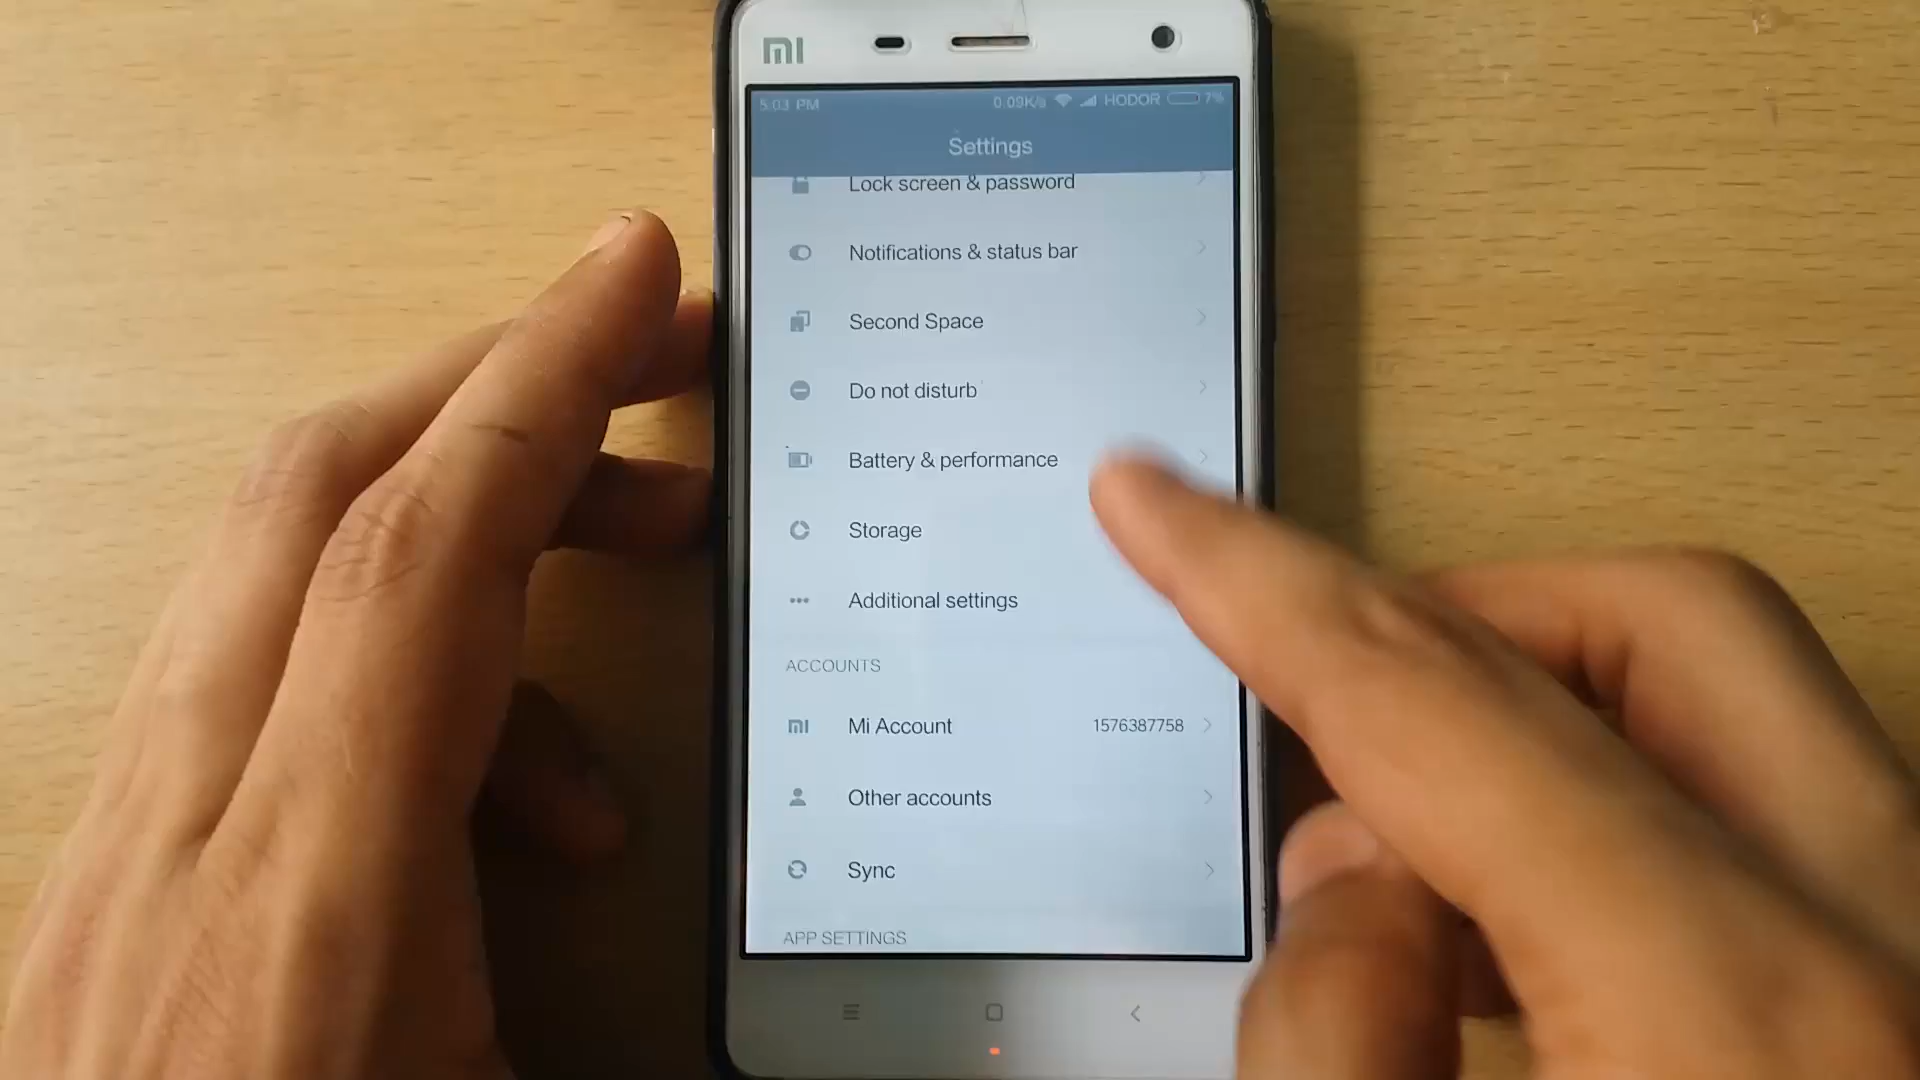 MI
5:03 PM 0.09K/s HODOR 7%
Settings
Lock screen & password
Notifications & status bar
Second Space
Do not disturb
Battery & performance
Storage
Additional settings
ACCOUNTS
MI Mi Account 1576387758
Other accounts
Sync
APP SETTINGS